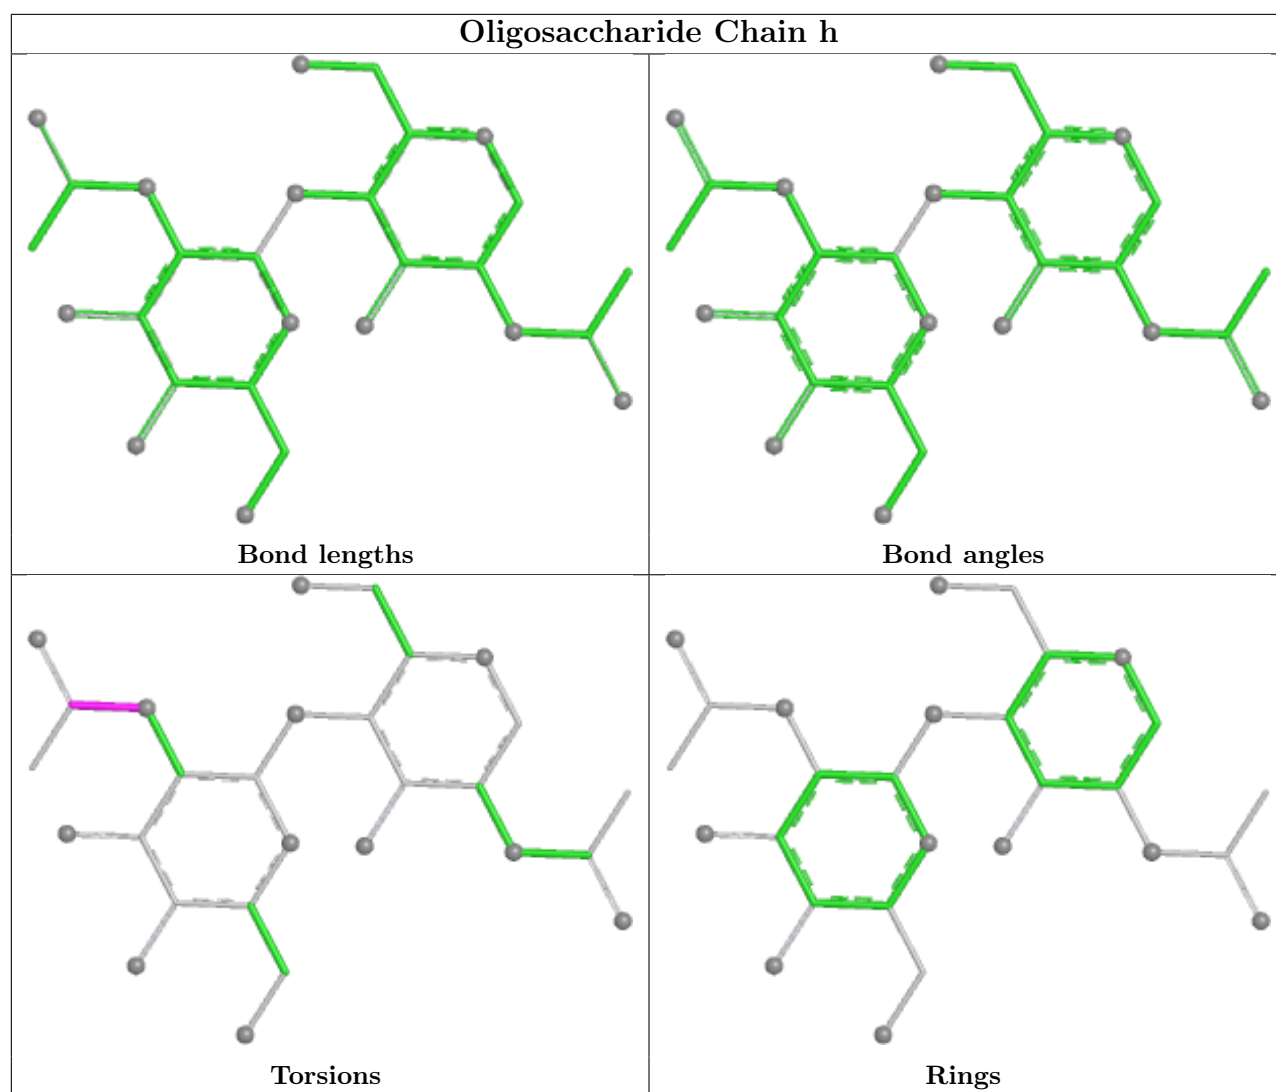 Oligosaccharide Chain h
Bond lengths
Bond angles
Torsions
Rings